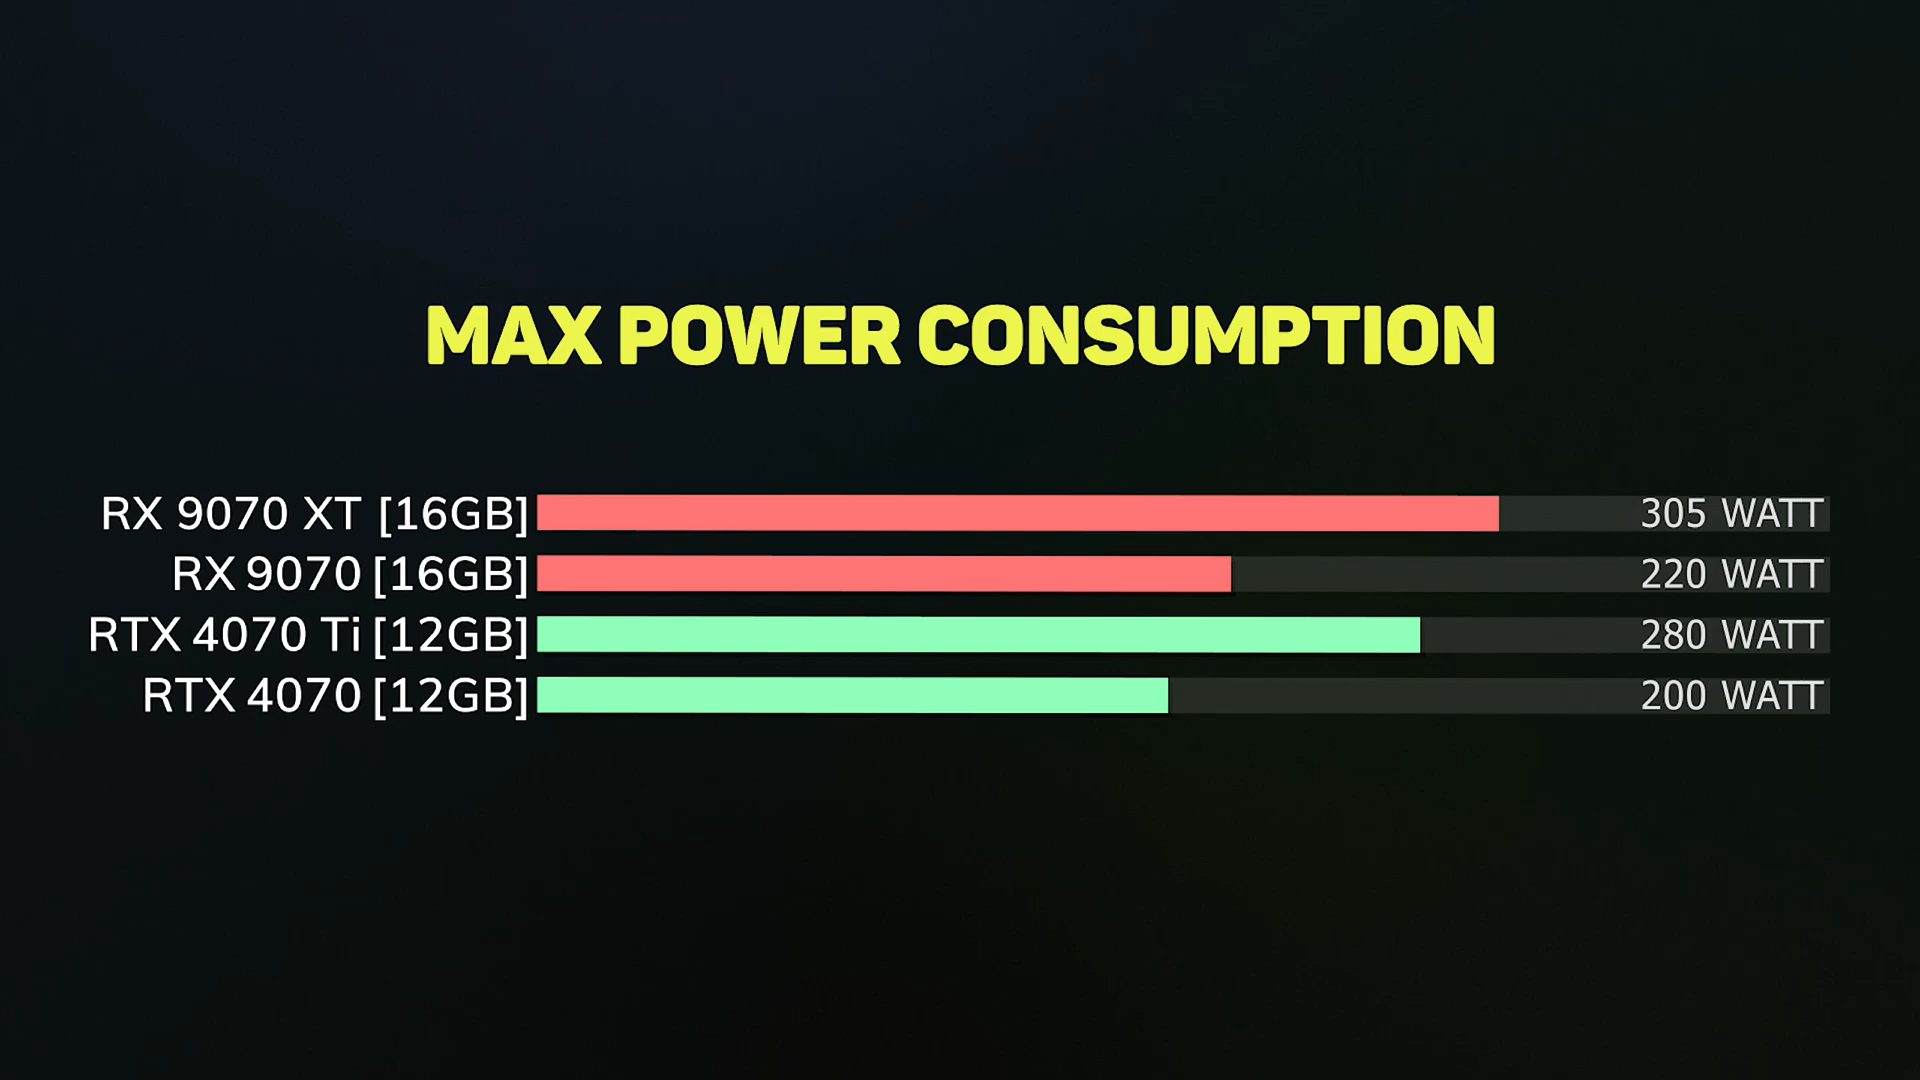 MAX POWER CONSUMPTION
RX 9070 XT [16GB] 305 WATT
RX 9070 [16GB] 220 WATT
RTX 4070 Ti [12GB] 280 WATT
RTX 4070 [12GB] 200 WATT